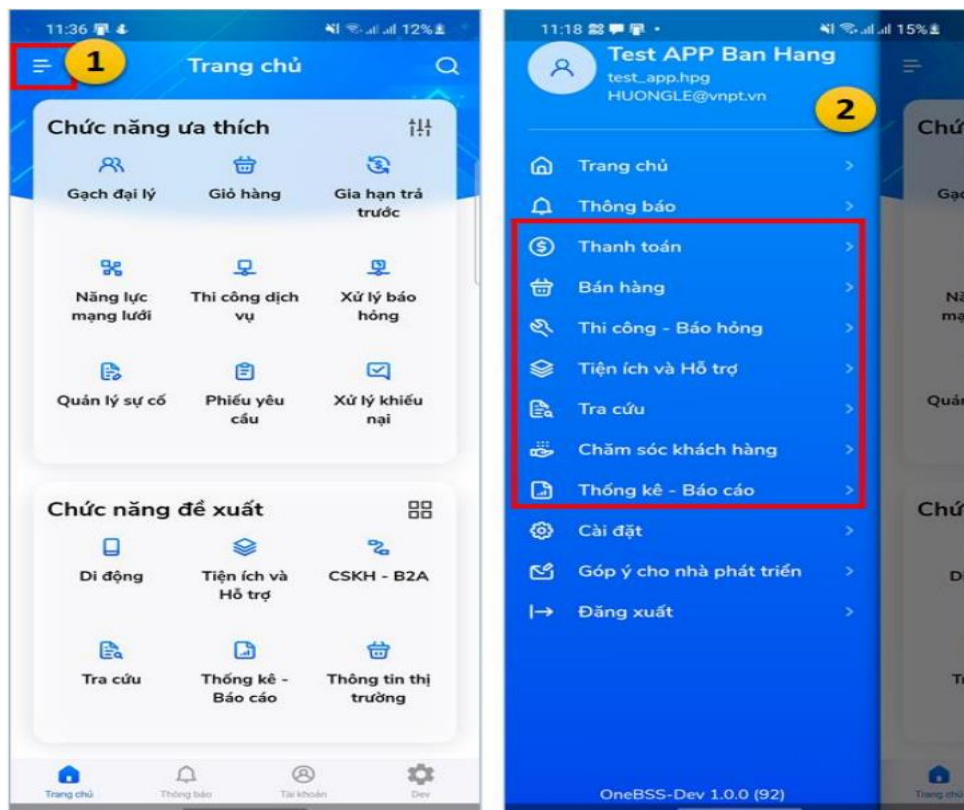 11:36
12%
1
Trang chủ
Chức năng ưa thích
Gạch đại lý
Giỏ hàng
Gia hạn trả
trước
Năng lực
mạng lưới
Thi công dịch
vụ
Xử lý báo
hỏng
Quản lý sự cố
Phiếu yêu
cầu
Xử lý khiếu
nại
Chức năng đề xuất
Di động
Tiện ích và
Hỗ trợ
CSKH - B2A
Tra cứu
Thống kê -
Báo cáo
Thông tin thị
trường
Trang chủ
Thông báo
Tài khoản
Dev
11:18
15%
Test APP Ban Hang
test_app.hpg
HUONGLE@vnpt.vn
2
Trang chủ
Thông báo
Thanh toán
Bán hàng
Thi công - Báo hỏng
Tiện ích và Hỗ trợ
Tra cứu
Chăm sóc khách hàng
Thống kê - Báo cáo
Cài đặt
Góp ý cho nhà phát triển
Đăng xuất
OneBSS-Dev 1.0.0 (92)
Chứ
Quản
Chứ
Trang chủ